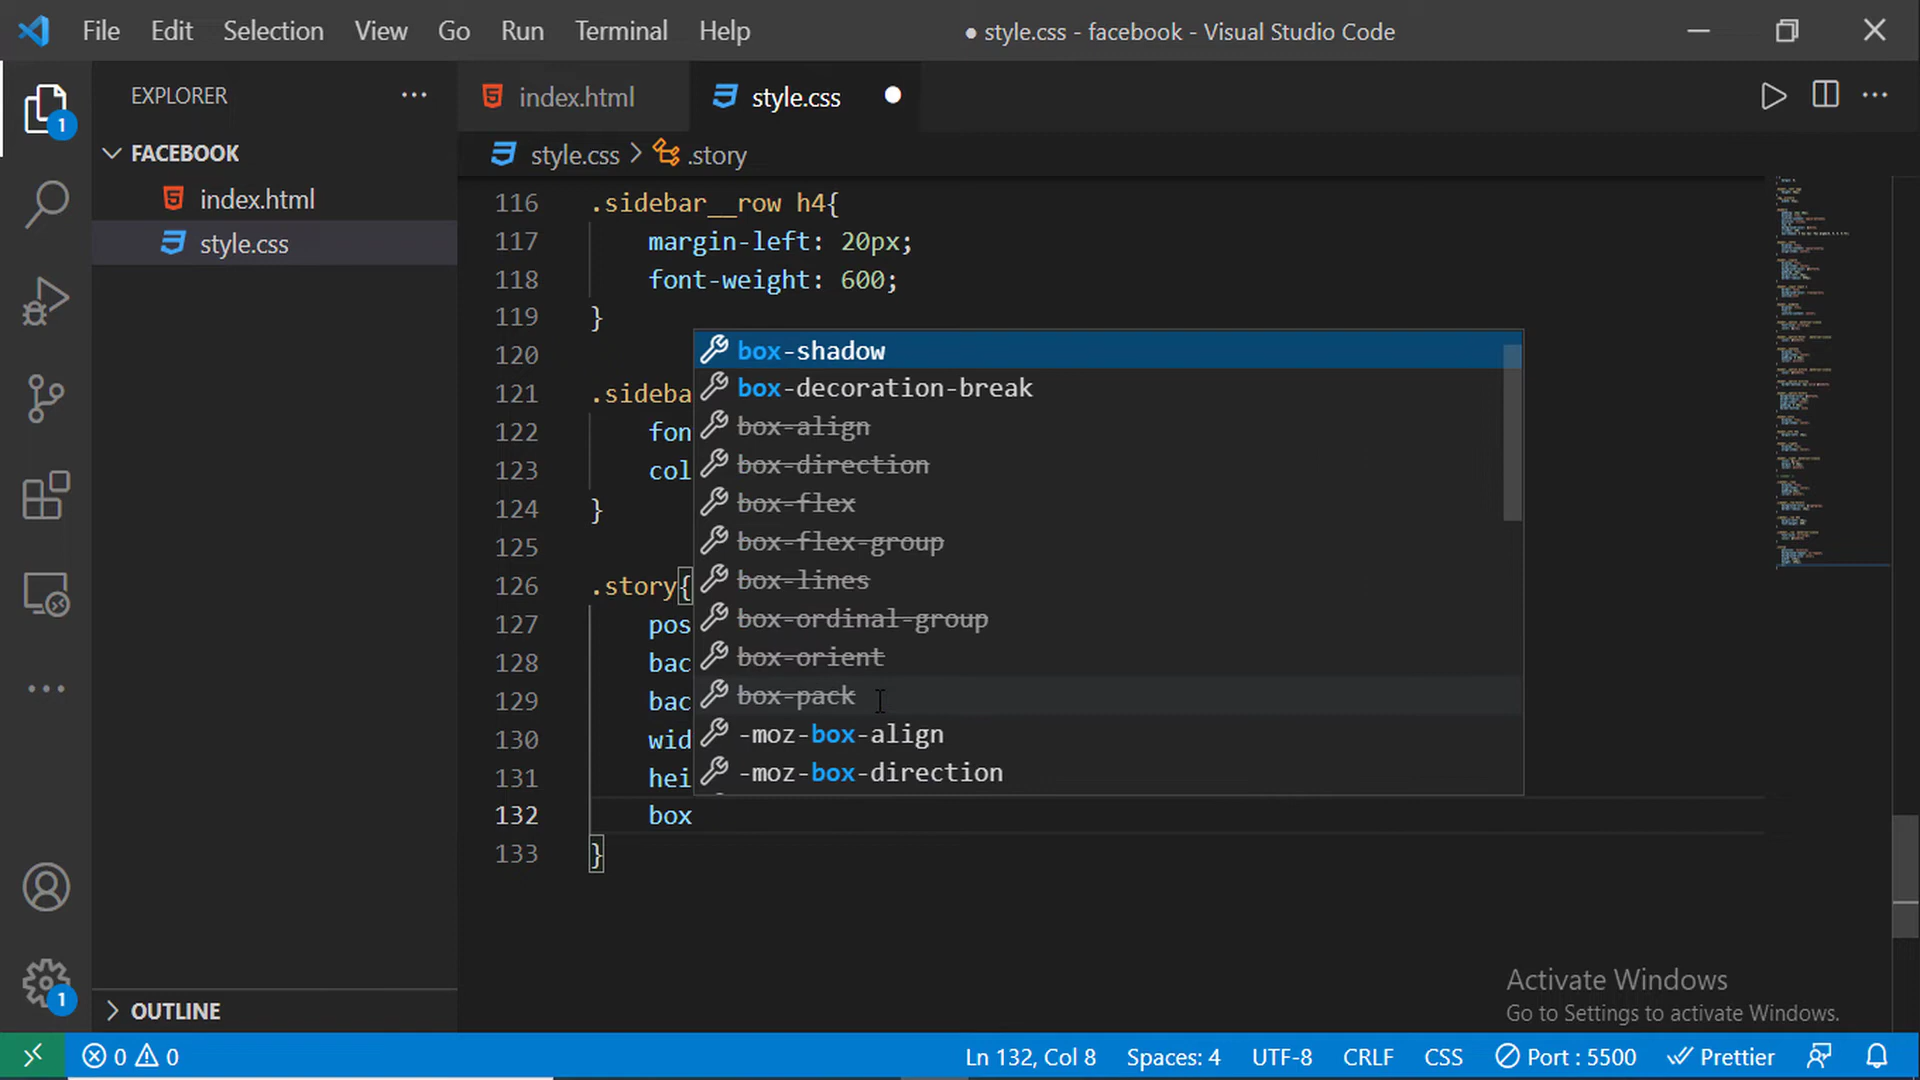 File Edit Selection View Go Run Terminal Help
● style.css - facebook - Visual Studio Code
EXPLORER
1
FACEBOOK
index.html
style.css
OUTLINE
1
index.html
style.css
style.css > .story
116 .sidebar__row h4{
117 margin-left: 20px;
118 font-weight: 600;
119 }
120
121 .sideba
122 fon
123 col
124 }
125
126 .story{
127 pos
128 bac
129 bac
130 wid
131 hei
132 box
133 }
box-shadow
box-decoration-break
box-align
box-direction
box-flex
box-flex-group
box-lines
box-ordinal-group
box-orient
box-pack
-moz-box-align
-moz-box-direction
Activate Windows
Go to Settings to activate Windows.
0 0
Ln 132, Col 8 Spaces: 4 UTF-8 CRLF CSS Port : 5500 Prettier